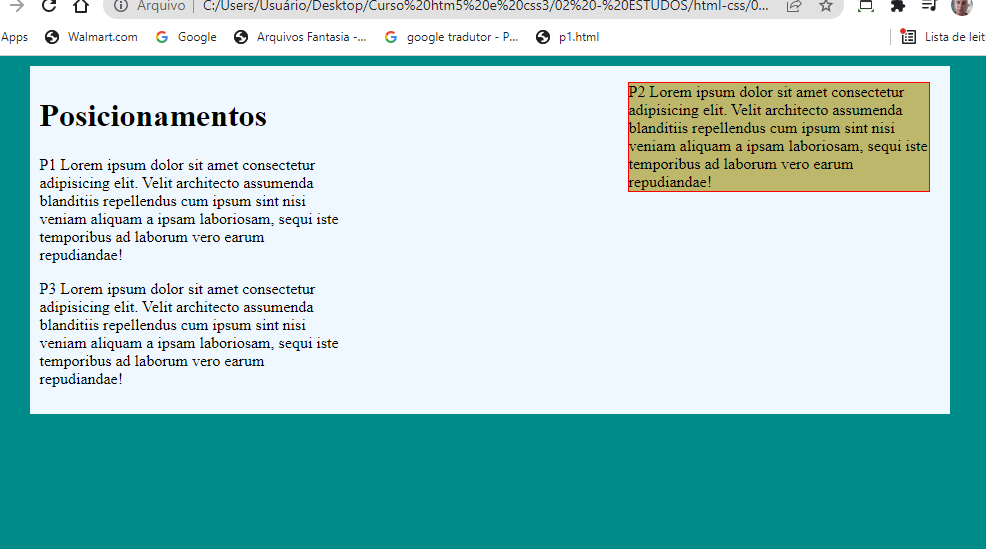 Arquivo | C:/Users/Usuário/Desktop/Curso%20htm5%20e%20css3/02%20-%20ESTUDOS/html-css/0...
Apps Walmart.com Google Arquivos Fantasia -... google tradutor - P... p1.html Lista de leit
Posicionamentos
P1 Lorem ipsum dolor sit amet consectetur
adipisicing elit. Velit architecto assumenda
blanditiis repellendus cum ipsum sint nisi
veniam aliquam a ipsam laboriosam, sequi iste
temporibus ad laborum vero earum
repudiandae!
P3 Lorem ipsum dolor sit amet consectetur
adipisicing elit. Velit architecto assumenda
blanditiis repellendus cum ipsum sint nisi
veniam aliquam a ipsam laboriosam, sequi iste
temporibus ad laborum vero earum
repudiandae!
P2 Lorem ipsum dolor sit amet consectetur
adipisicing elit. Velit architecto assumenda
blanditiis repellendus cum ipsum sint nisi
veniam aliquam a ipsam laboriosam, sequi iste
temporibus ad laborum vero earum
repudiandae!